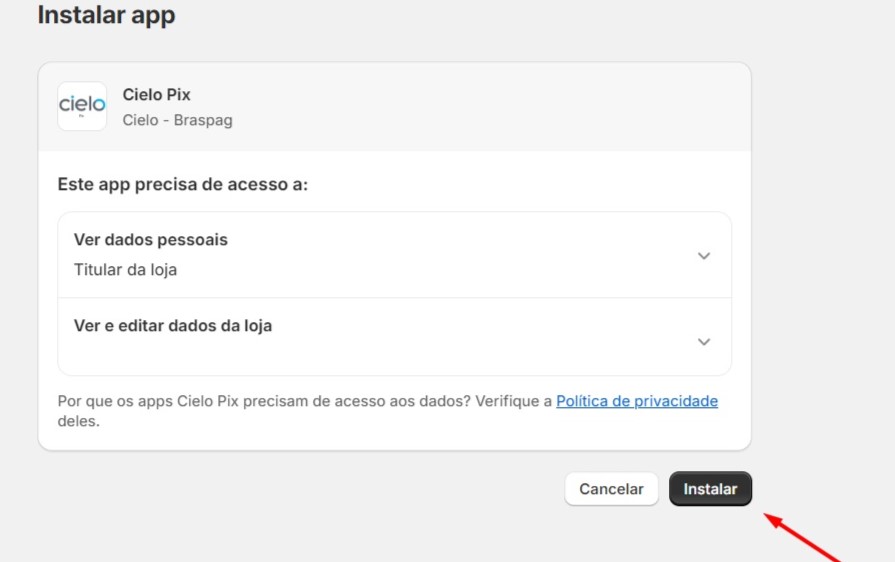 Instalar app
cielo
Cielo Pix
Cielo - Braspag
Este app precisa de acesso a:
Ver dados pessoais
Titular da loja
Ver e editar dados da loja
Por que os apps Cielo Pix precisam de acesso aos dados? Verifique a Política de privacidade
deles.
Cancelar
Instalar